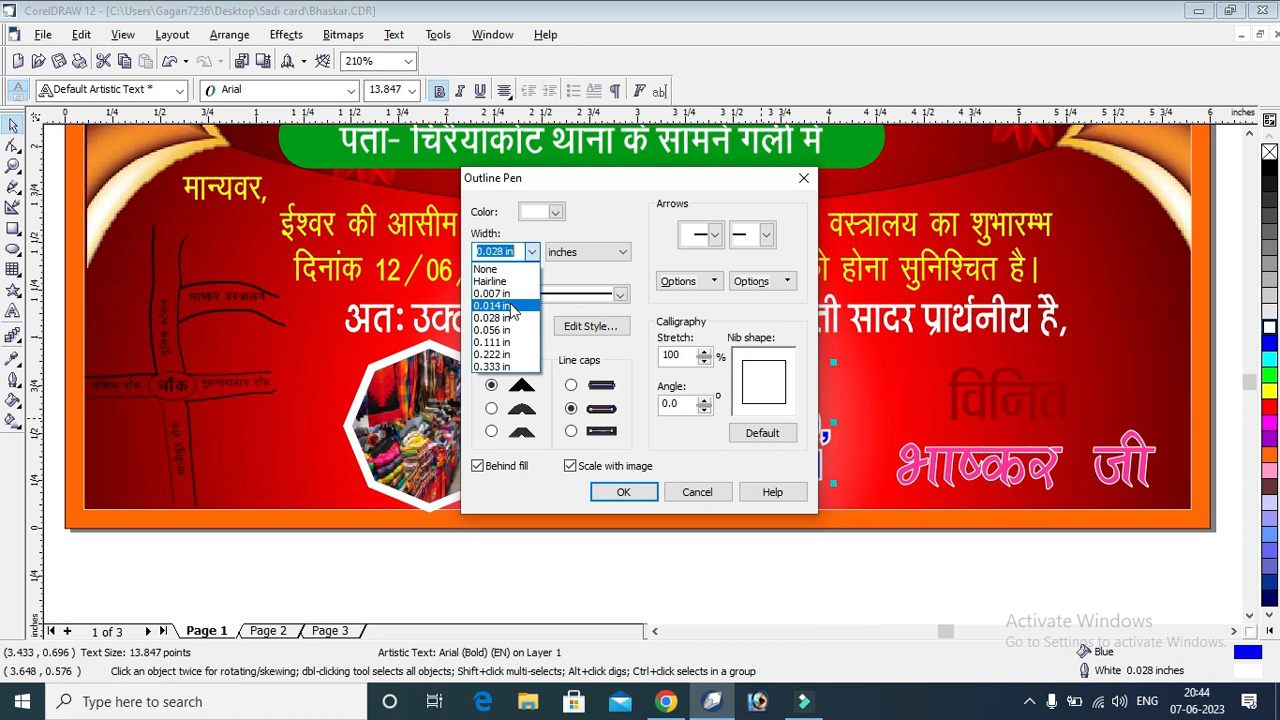 CorelDRAW 12 - [C:\Users\Gagan7236\Desktop\Sadi card\Bhaskar.CDR]
File Edit View Layout Arrange Effects Bitmaps Text Tools Window Help
210%
Default Artistic Text * Arial 13.847
inches
पता- चिरैयाकोट थाना के सामने गली में
मान्यवर,
ईश्वर की आसीम वस्त्रालय का शुभारम्भ
दिनांक 12/06/ को होना सुनिश्चित है।
अतः उक्त ती सादर प्रार्थनीय है,
भाष्कर वस्त्रालय
पुलिस स्टेशन
चौक
मुहम्मदाबाद रोड
गाजीपुर रोड
विनित
भाष्कर जी
Outline Pen
Color:
Width:
0.028 in inches
None
Hairline
0.007 in
0.014 in
0.028 in
0.056 in
0.111 in
0.222 in
0.333 in
Edit Style...
Line caps
Behind fill Scale with image
Arrows
Options Options
Calligraphy
Stretch: Nib shape:
100 %
Angle:
0.0 °
Default
OK Cancel Help
Activate Windows
Go to Settings to activate Windows.
1 of 3 Page 1 Page 2 Page 3
(3.433, 0.696) Text Size: 13.847 points Artistic Text: Arial (Bold) (EN) on Layer 1 Blue
(3.648, 0.576) Click an object twice for rotating/skewing; dbl-clicking tool selects all objects; Shift+click multi-selects; Alt+click digs; Ctrl+click selects in a group White 0.028 inches
Type here to search
ENG
20:44
07-06-2023